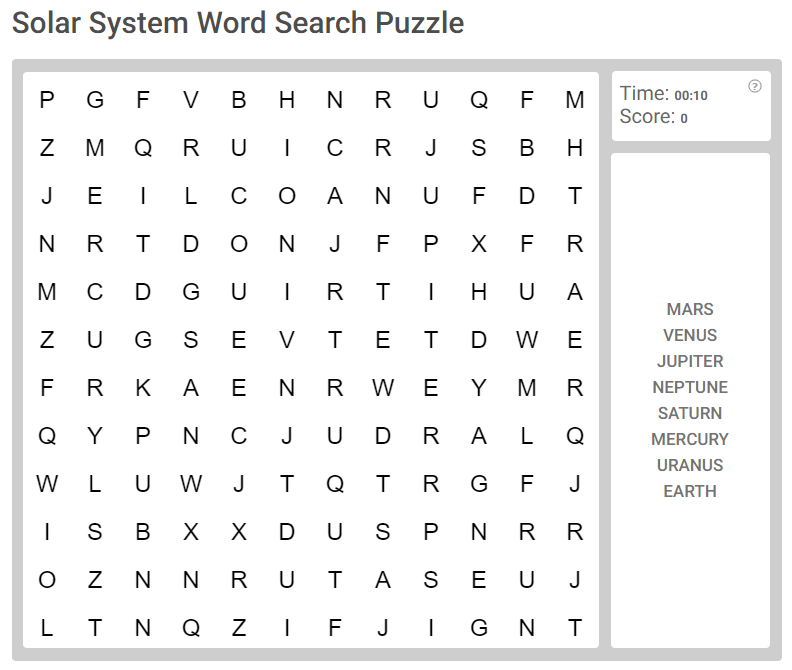 Solar System Word Search Puzzle
P G F V B H N R U Q F M
Z M Q R U I C R J S B H
J E I L C O A N U F D T
N R T D O N J F P X F R
M C D G U I R T I H U A
Z U G S E V T E T D W E
F R K A E N R W E Y M R
Q Y P N C J U D R A L Q
W L U W J T Q T R G F J
I S B X X D U S P N R R
O Z N N R U T A S E U J
L T N Q Z I F J I G N T
Time: 00:10
?
Score: 0
MARS
VENUS
JUPITER
NEPTUNE
SATURN
MERCURY
URANUS
EARTH